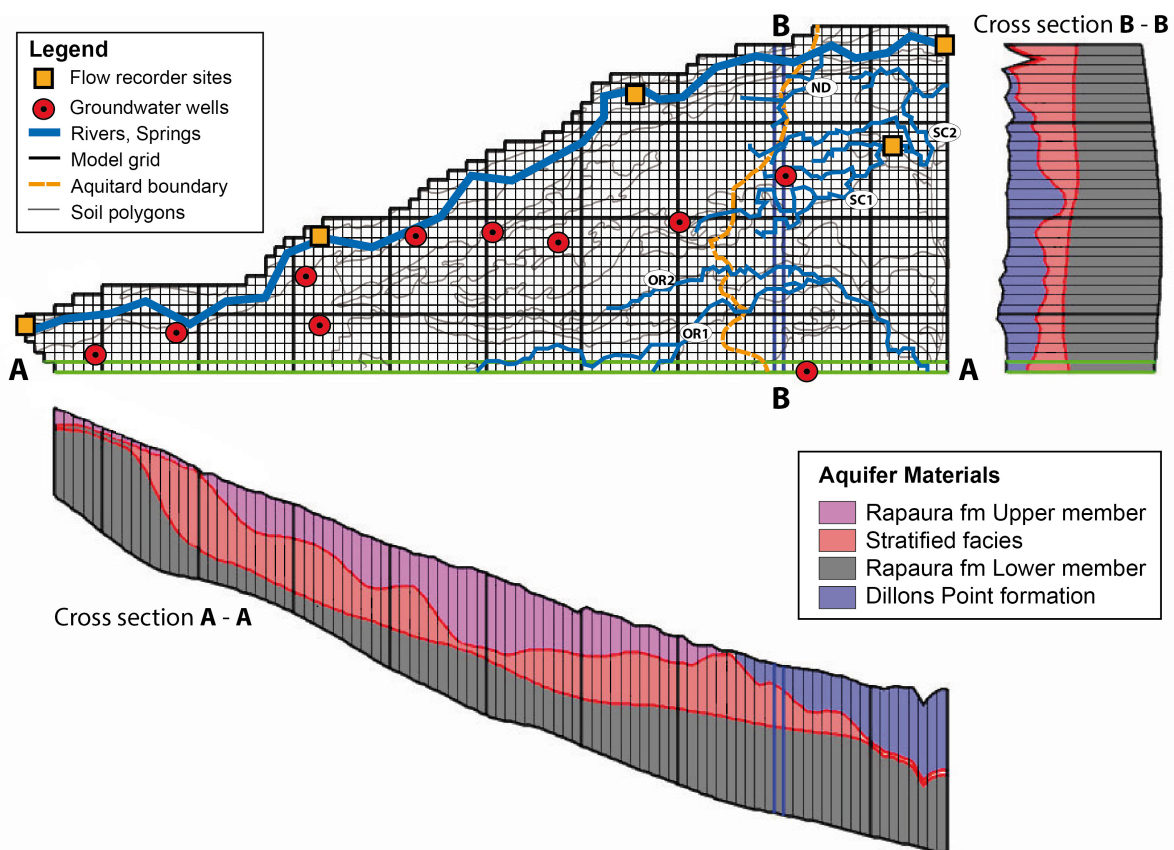 Legend
Flow recorder sites
Groundwater wells
Rivers, Springs
Model grid
Aquitard boundary
Soil polygons
B
Cross section B - B
ND
SC2
SC1
OR2
OR1
A
A
B
Cross section A - A
Aquifer Materials
Rapaura fm Upper member
Stratified facies
Rapaura fm Lower member
Dillons Point formation